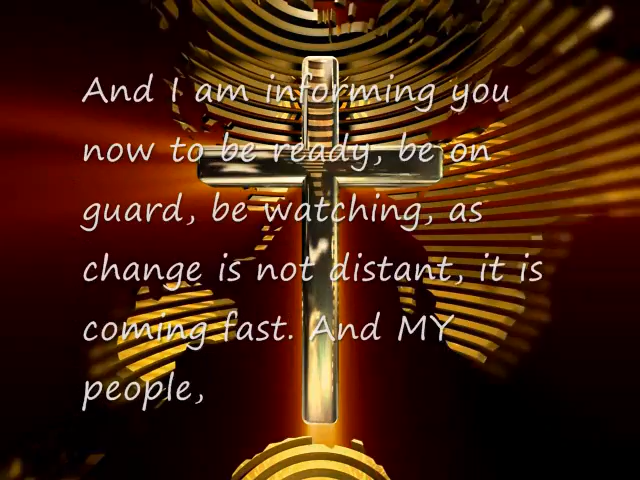 And I am informing you
now to be ready, be on
guard, be watching, as
change is not distant, it is
coming fast. And MY
people,